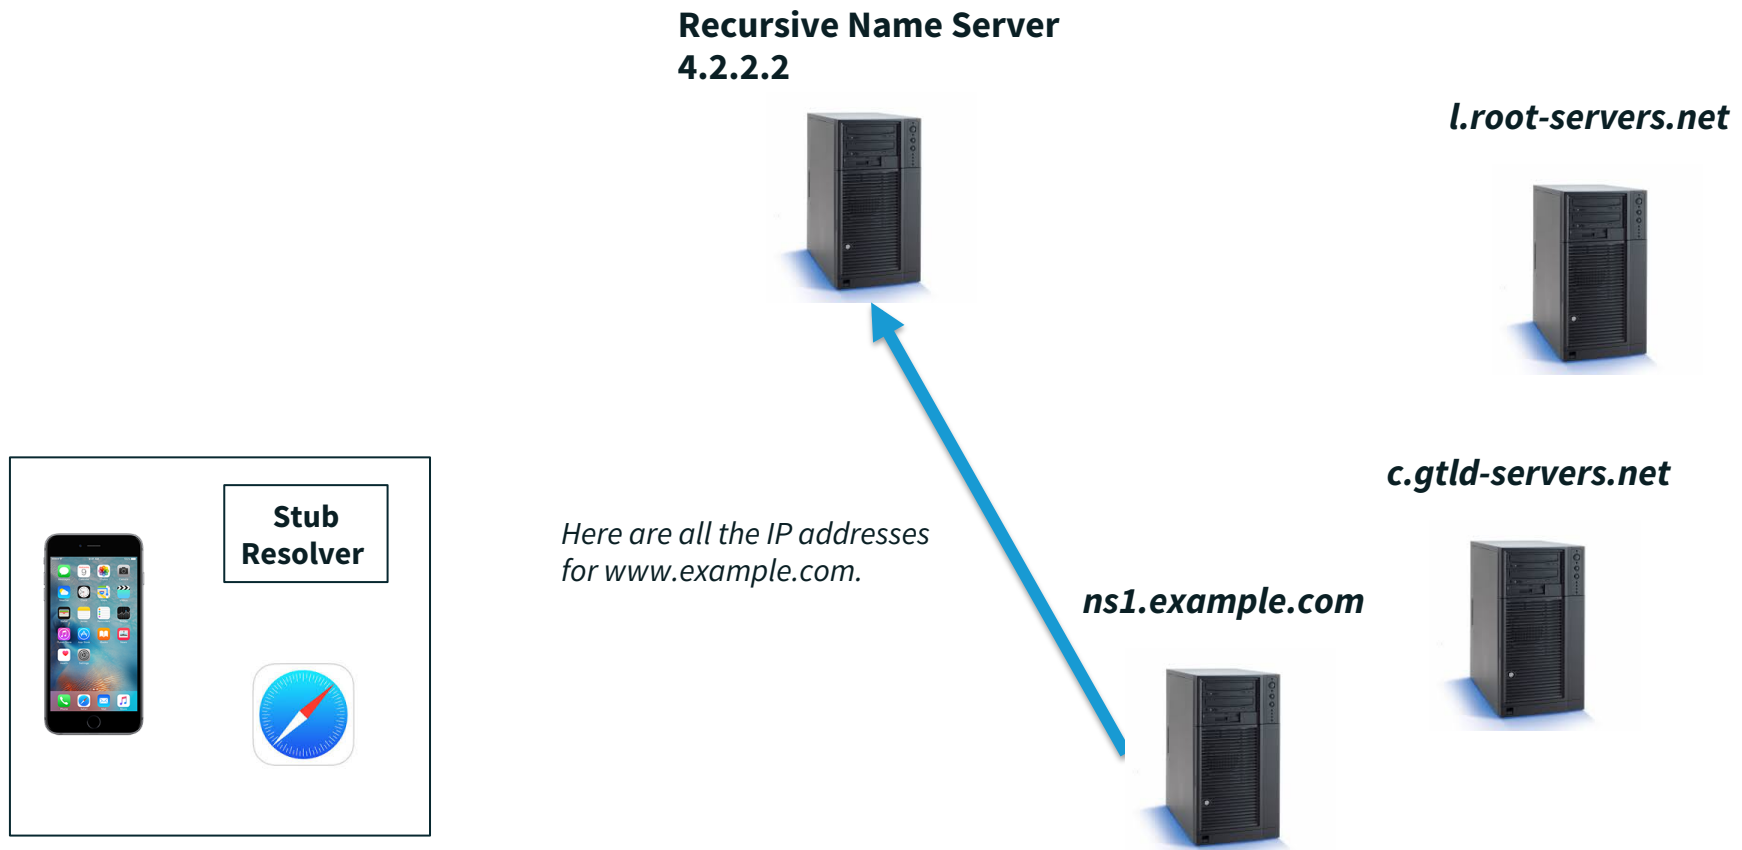 Recursive Name Server
4.2.2.2
l.root-servers.net
c.gtld-servers.net
Stub
Resolver
Here are all the IP addresses
for www.example.com.
ns1.example.com